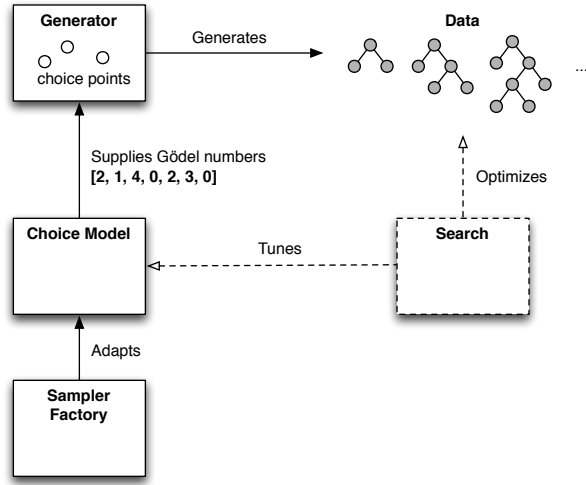 Generator
choice points
Generates
Data
...
Supplies Gödel numbers
[2, 1, 4, 0, 2, 3, 0]
Optimizes
Choice Model
Tunes
Search
Adapts
Sampler
Factory